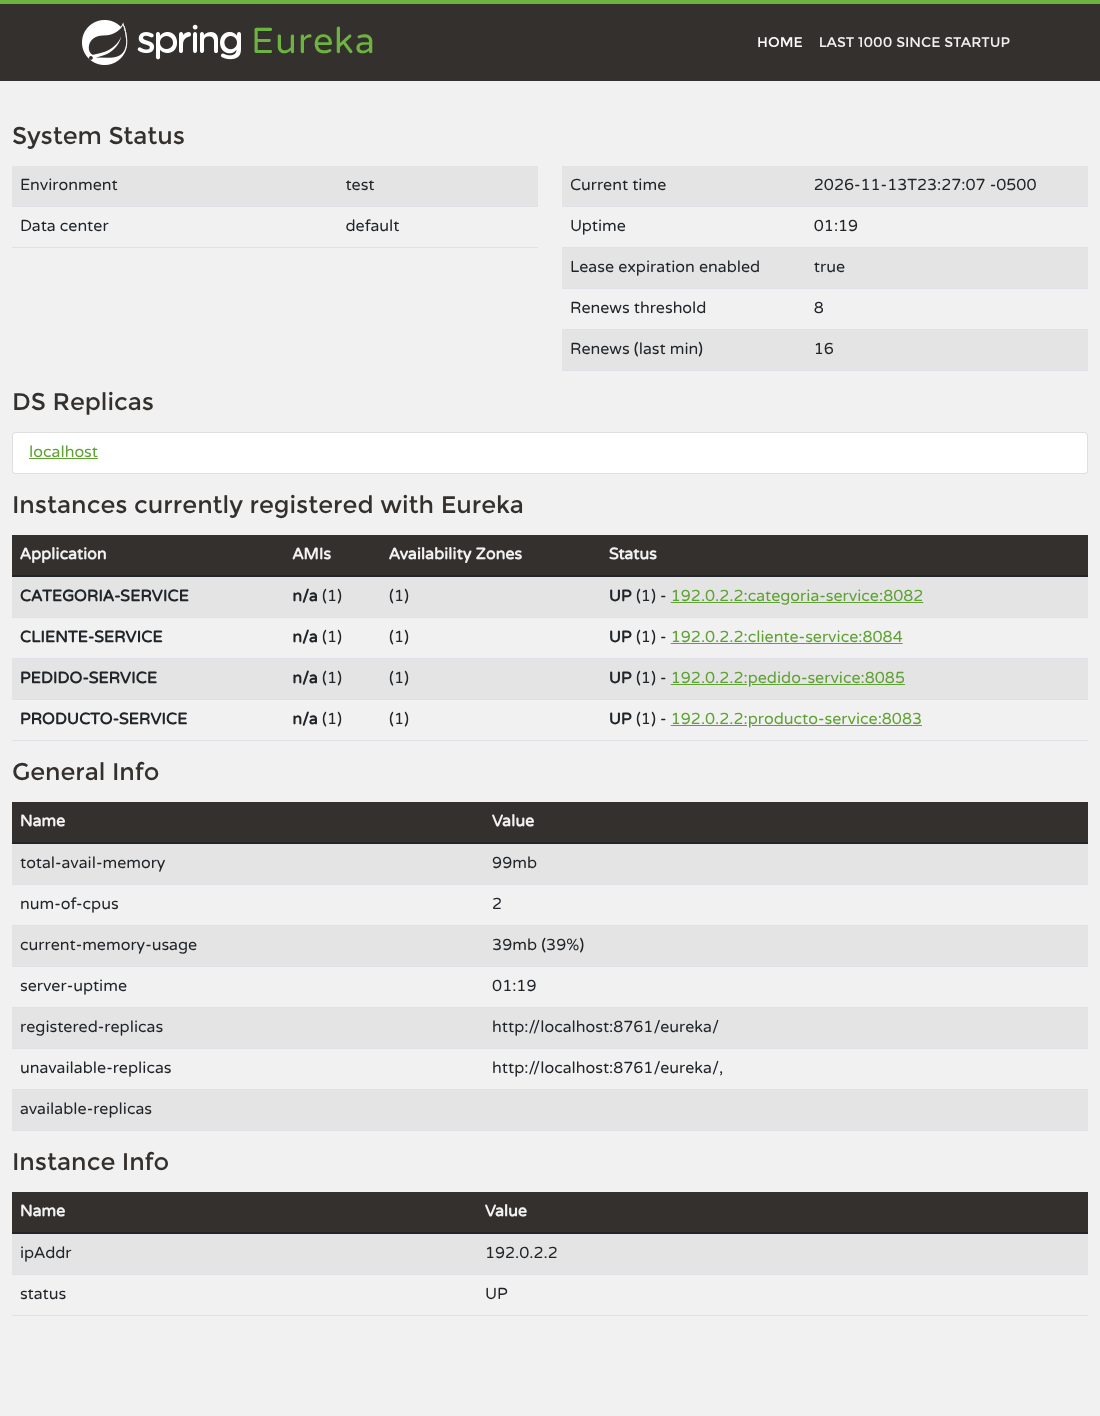 spring Eureka
HOME LAST 1000 SINCE STARTUP
System Status
Environment test
Data center default
Current time 2026-11-13T23:27:07 -0500
Uptime 01:19
Lease expiration enabled true
Renews threshold 8
Renews (last min) 16
DS Replicas
localhost
Instances currently registered with Eureka
Application AMIs Availability Zones Status
CATEGORIA-SERVICE n/a (1) (1) UP (1) - 192.0.2.2:categoria-service:8082
CLIENTE-SERVICE n/a (1) (1) UP (1) - 192.0.2.2:cliente-service:8084
PEDIDO-SERVICE n/a (1) (1) UP (1) - 192.0.2.2:pedido-service:8085
PRODUCTO-SERVICE n/a (1) (1) UP (1) - 192.0.2.2:producto-service:8083
General Info
Name Value
total-avail-memory 99mb
num-of-cpus 2
current-memory-usage 39mb (39%)
server-uptime 01:19
registered-replicas http://localhost:8761/eureka/
unavailable-replicas http://localhost:8761/eureka/,
available-replicas
Instance Info
Name Value
ipAddr 192.0.2.2
status UP